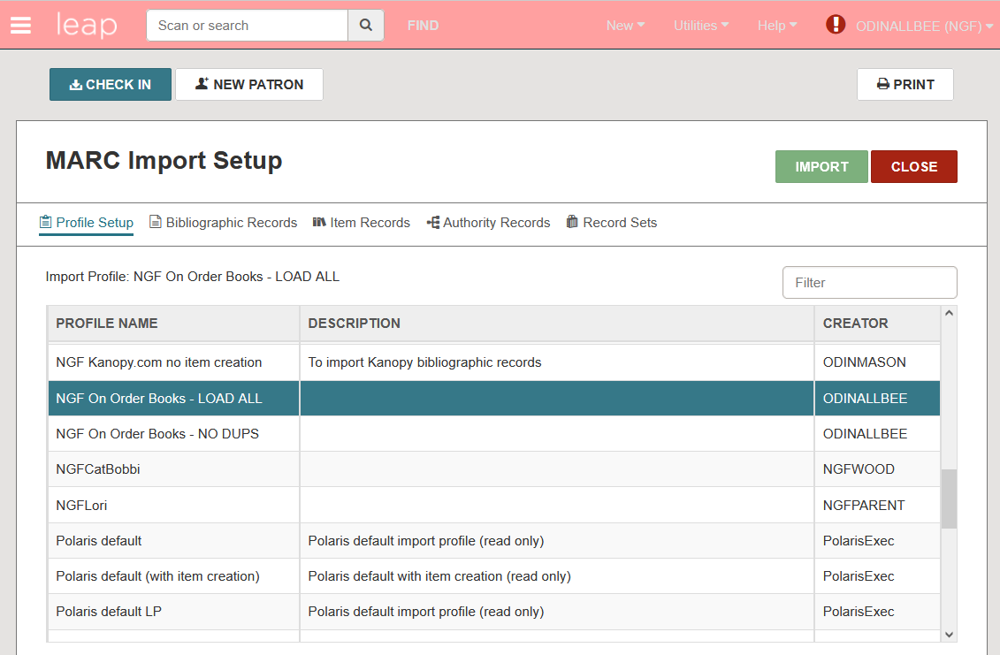 leap Scan or search FIND New Utilities Help ODINALLBEE (NGF)
CHECK IN NEW PATRON PRINT
MARC Import Setup IMPORT CLOSE
Profile Setup Bibliographic Records Item Records Authority Records Record Sets
Import Profile: NGF On Order Books - LOAD ALL Filter
PROFILE NAME DESCRIPTION CREATOR
NGF Kanopy.com no item creation To import Kanopy bibliographic records ODINMASON
NGF On Order Books - LOAD ALL ODINALLBEE
NGF On Order Books - NO DUPS ODINALLBEE
NGFCatBobbi NGFWOOD
NGFLori NGFPARENT
Polaris default Polaris default import profile (read only) PolarisExec
Polaris default (with item creation) Polaris default with item creation (read only) PolarisExec
Polaris default LP Polaris default import profile (read only) PolarisExec